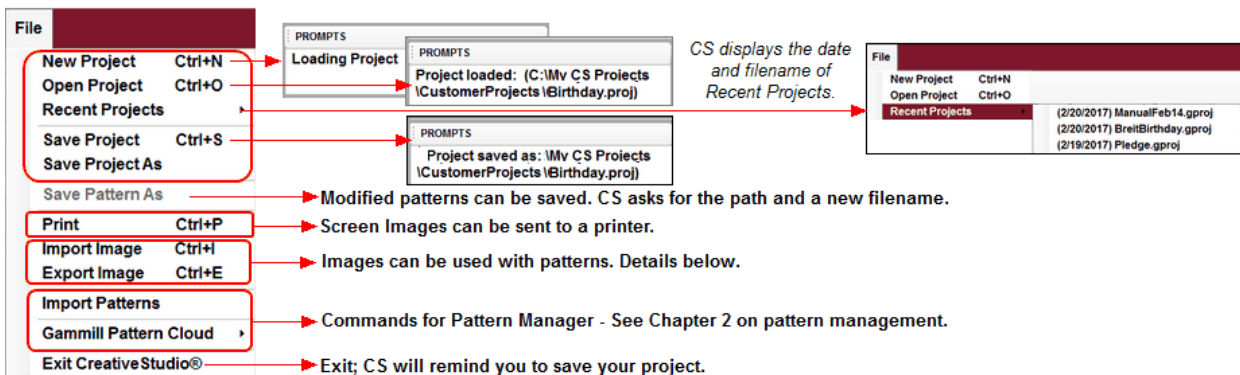 File
New Project Ctrl+N
Open Project Ctrl+O
Recent Projects
Save Project Ctrl+S
Save Project As
Save Pattern As
Print Ctrl+P
Import Image Ctrl+I
Export Image Ctrl+E
Import Patterns
Gammill Pattern Cloud
Exit CreativeStudio®
PROMPTS
Loading Project
PROMPTS
Project loaded: (C:\My CS Projects
\CustomerProjects\Birthday.proj)
PROMPTS
Project saved as: \My CS Projects
\CustomerProjects\Birthday.proj)
CS displays the date
and filename of
Recent Projects.
File
New Project Ctrl+N
Open Project Ctrl+O
Recent Projects
(2/20/2017) ManualFeb14.gproj
(2/20/2017) BreitBirthday.gproj
(2/19/2017) Pledge.gproj
Modified patterns can be saved. CS asks for the path and a new filename.
Screen Images can be sent to a printer.
Images can be used with patterns. Details below.
Commands for Pattern Manager - See Chapter 2 on pattern management.
Exit; CS will remind you to save your project.